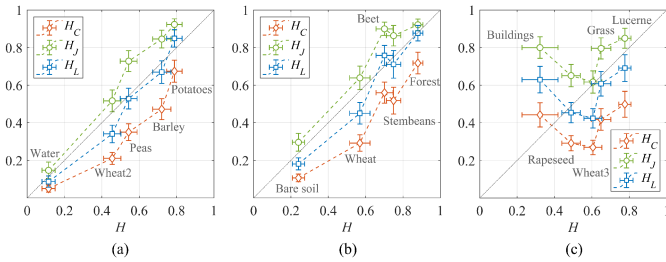 1
0.8
0.6
0.4
0.2
0
0.2
0.4
0.6
0.8
1
H
H_C
H_J
H_L
Potatoes
Barley
Peas
Water
Wheat2
(a)
1
0.8
0.6
0.4
0.2
0
0.2
0.4
0.6
0.8
1
H
H_C
H_J
H_L
Beet
Forest
Stembeans
Wheat
Bare soil
(b)
1
0.8
0.6
0.4
0.2
0
0.2
0.4
0.6
0.8
1
H
Lucerne
Grass
Buildings
Rapeseed
Wheat3
H_C
H_J
H_L
(c)